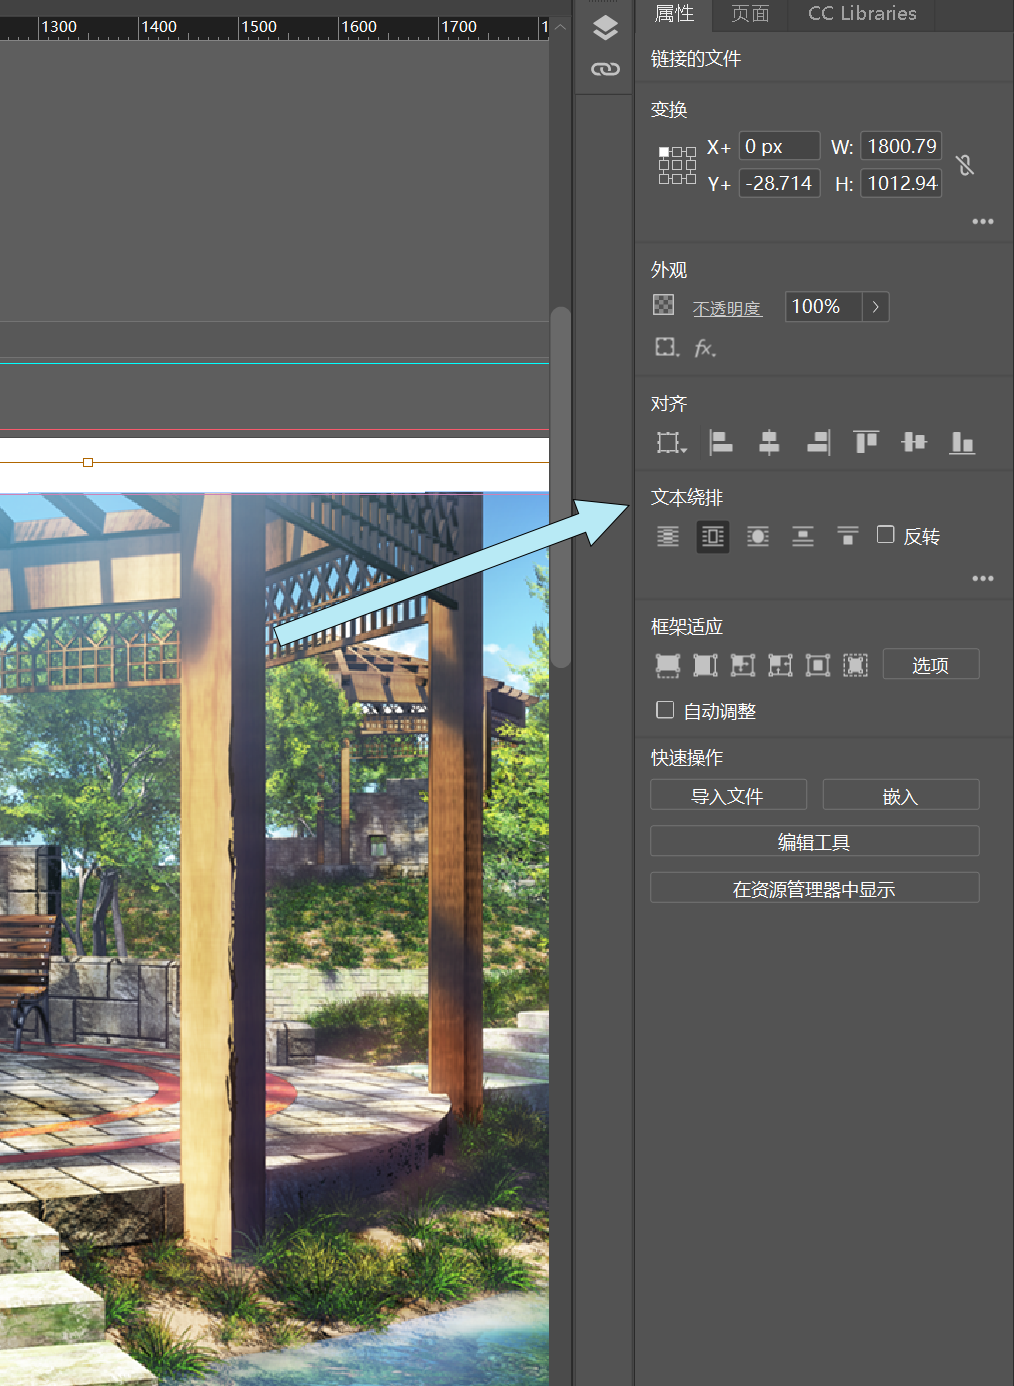 1300 1400 1500 1600 1700 1
属性 页面 CC Libraries
链接的文件
变换
X+ 0 px W: 1800.79
Y+ -28.714 H: 1012.94
外观
不透明度 100%
fx.
对齐
文本绕排
反转
框架适应
选项
自动调整
快速操作
导入文件 嵌入
编辑工具
在资源管理器中显示